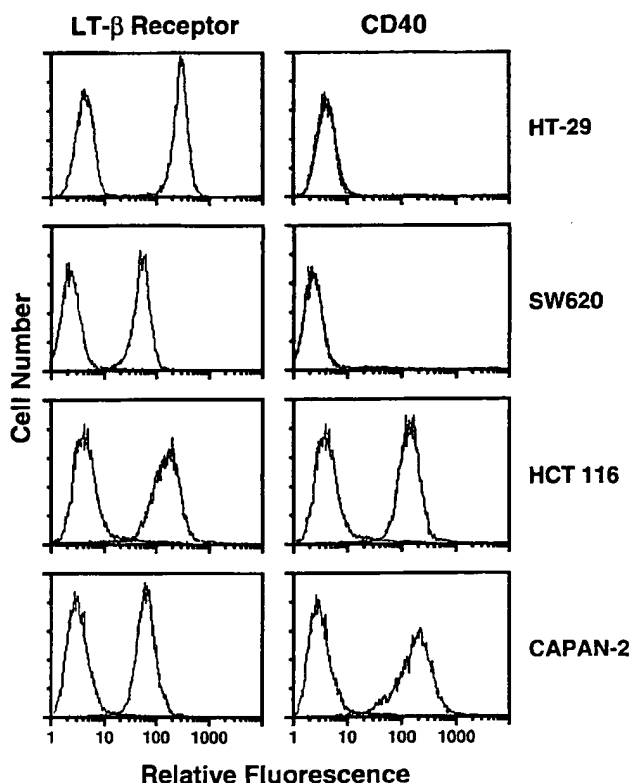 LT-β Receptor CD40
HT-29
SW620
Cell Number
HCT 116
CAPAN-2
1 10 100 1000 1 10 100 1000
Relative Fluorescence